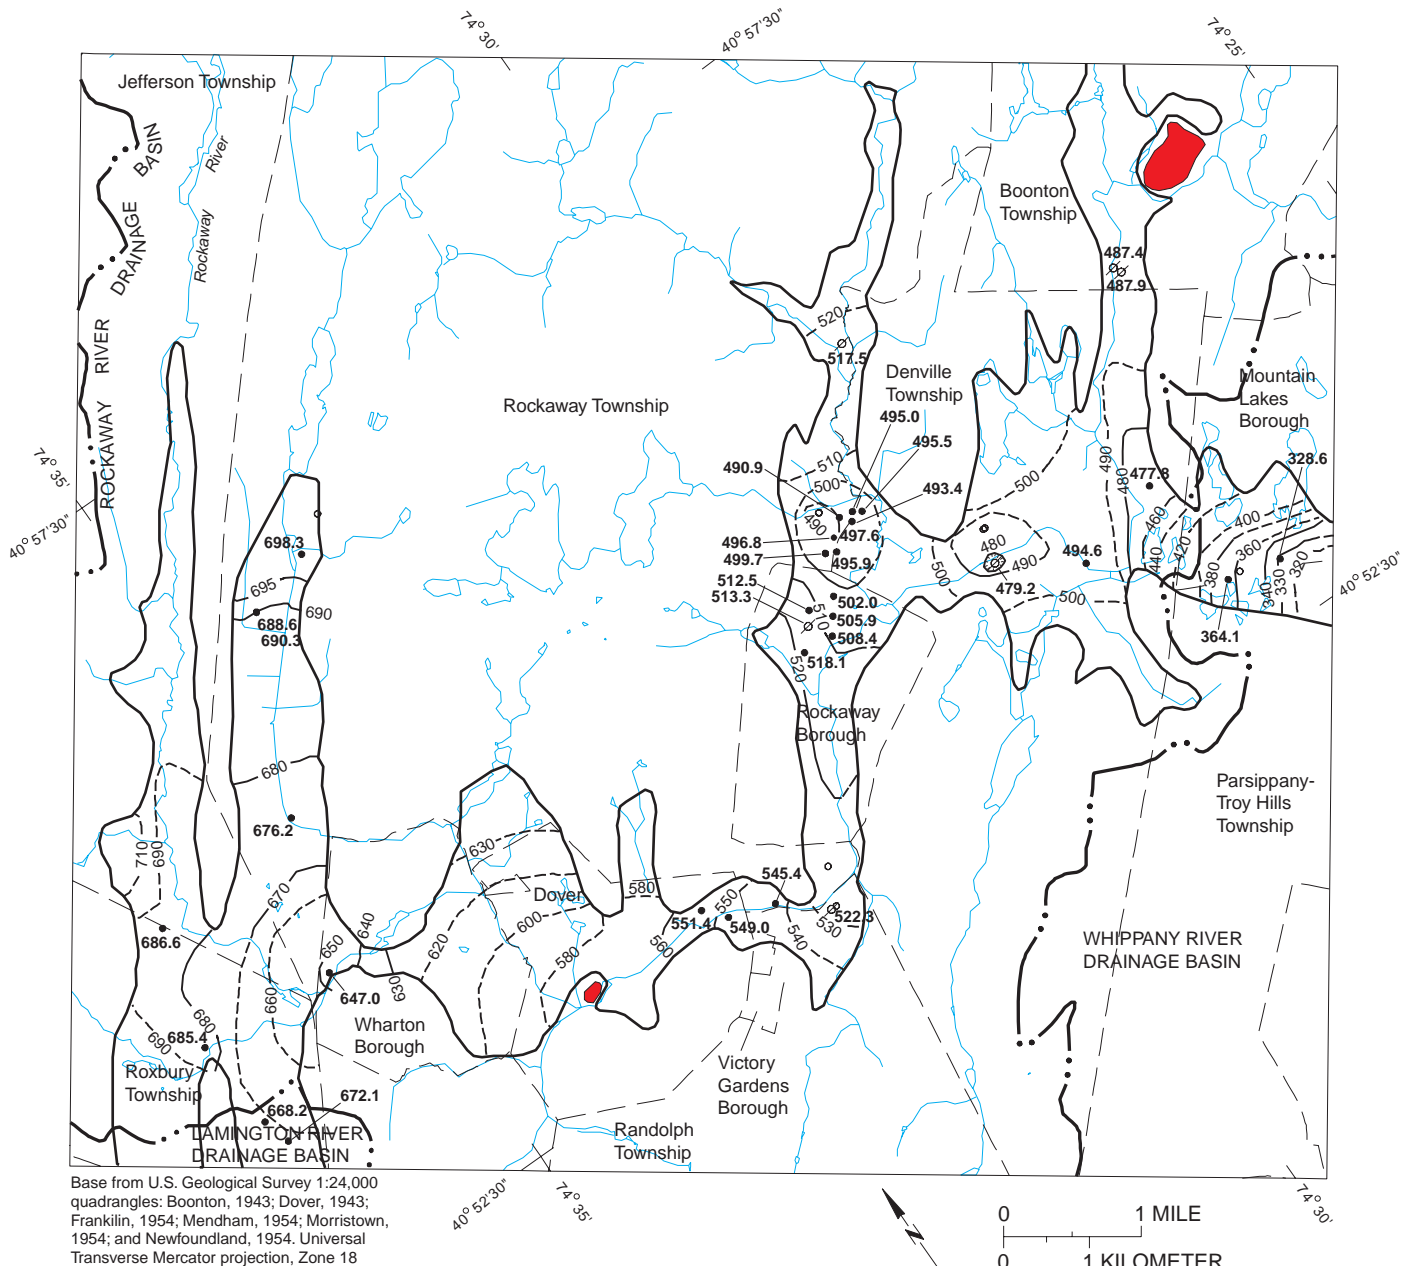 74° 30'
40° 57'30"
74° 25'
Jefferson Township
ROCKAWAY RIVER DRAINAGE BASIN
Rockaway River
Boonton
Township
487.4
487.9
520
517.5
Denville
Township
Mountain
Lakes
Borough
Rockaway Township
495.0
495.5
490.9
493.4
510
500
490
497.6
496.8
499.7
495.9
512.5
513.3
502.0
505.9
508.4
510
518.1
520
500
500
480
490
479.2
494.6
500
490
480
477.8
460
440
420
328.6
400
360
380
340
330
320
364.1
74° 35'
40° 57'30"
40° 52'30"
698.3
695
690
688.6
690.3
680
676.2
Rockaway
Borough
Parsippany-
Troy Hills
Township
710
690
670
630
Dover
580
600
620
580
560
551.4
550
549.0
545.4
540
530
522.3
686.6
650
640
630
660
647.0
680
690
685.4
Wharton
Borough
WHIPPANY RIVER
DRAINAGE BASIN
Roxbury
Township
668.2
672.1
LAMINGTON RIVER
DRAINAGE BASIN
Victory
Gardens
Borough
Randolph
Township
40° 52'30"
74° 35'
74° 30'
Base from U.S. Geological Survey 1:24,000
quadrangles: Boonton, 1943; Dover, 1943;
Frankilin, 1954; Mendham, 1954; Morristown,
1954; and Newfoundland, 1954. Universal
Transverse Mercator projection, Zone 18
0 1 MILE
0 1 KILOMETER